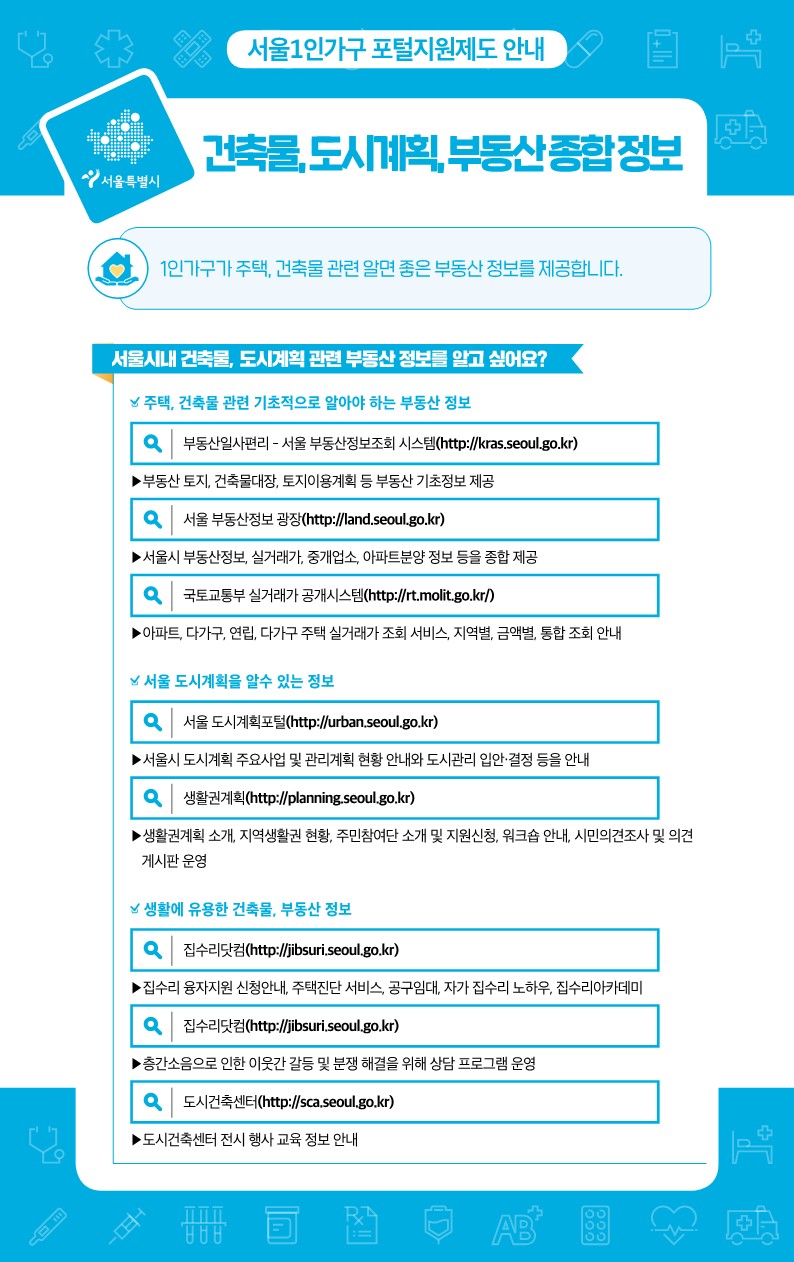 서울1인가구 포털지원제도 안내
서울특별시
건축물, 도시계획, 부동산 종합 정보
1인가구가 주택, 건축물 관련 알면 좋은 부동산 정보를 제공합니다.
서울시내 건축물, 도시계획 관련 부동산 정보를 알고 싶어요?
주택, 건축물 관련 기초적으로 알아야 하는 부동산 정보
부동산일사편리 - 서울 부동산정보조회 시스템(http://kras.seoul.go.kr)
▶부동산 토지, 건축물대장, 토지이용계획 등 부동산 기초정보 제공
서울 부동산정보 광장(http://land.seoul.go.kr)
▶서울시 부동산정보, 실거래가, 중개업소, 아파트분양 정보 등을 종합 제공
국토교통부 실거래가 공개시스템(http://rt.molit.go.kr/)
▶아파트, 다가구, 연립, 다가구 주택 실거래가 조회 서비스, 지역별, 금액별, 통합 조회 안내
서울 도시계획을 알수 있는 정보
서울 도시계획포털(http://urban.seoul.go.kr)
▶서울시 도시계획 주요사업 및 관리계획 현황 안내와 도시관리 입안·결정 등을 안내
생활권계획(http://planning.seoul.go.kr)
▶생활권계획 소개, 지역생활권 현황, 주민참여단 소개 및 지원신청, 워크숍 안내, 시민의견조사 및 의견
게시판 운영
생활에 유용한 건축물, 부동산 정보
집수리닷컴(http://jibsuri.seoul.go.kr)
▶집수리 융자지원 신청안내, 주택진단 서비스, 공구임대, 자가 집수리 노하우, 집수리아카데미
집수리닷컴(http://jibsuri.seoul.go.kr)
▶층간소음으로 인한 이웃간 갈등 및 분쟁 해결을 위해 상담 프로그램 운영
도시건축센터(http://sca.seoul.go.kr)
▶도시건축센터 전시 행사 교육 정보 안내
AB+